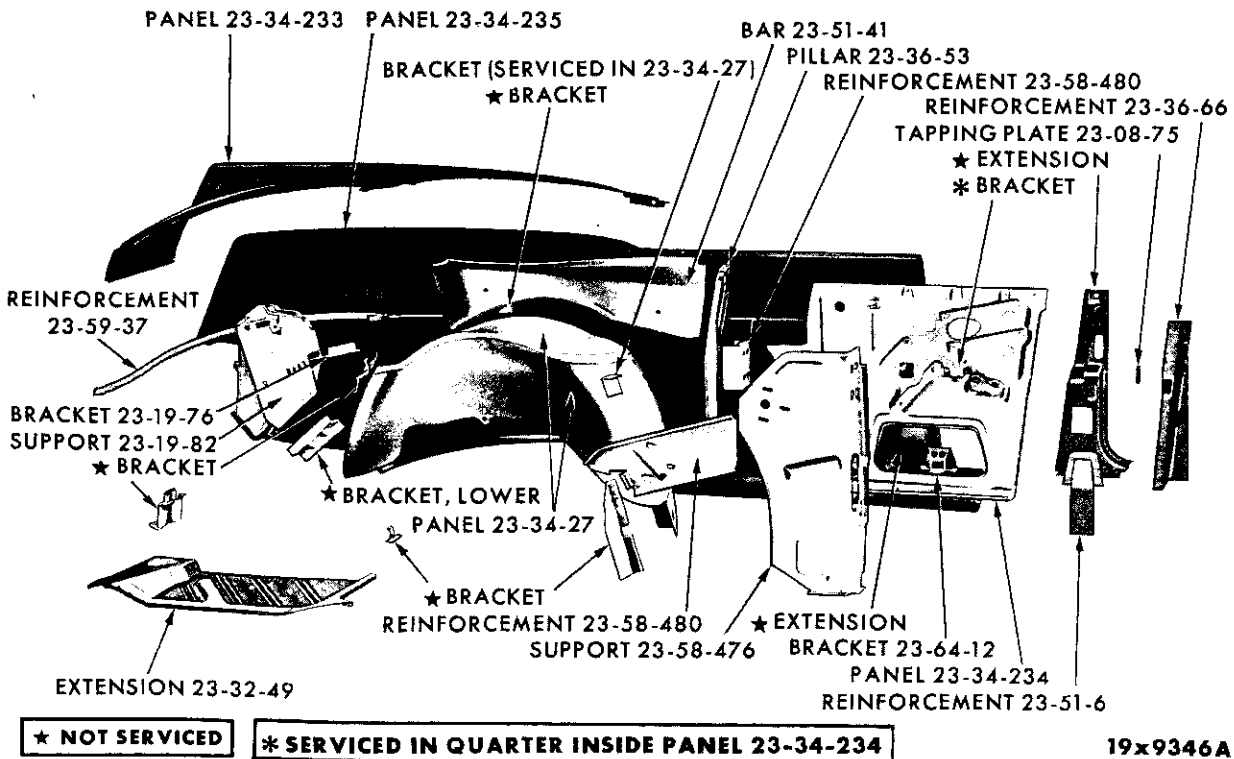 PANEL 23-34-233 PANEL 23-34-235
BAR 23-51-41
PILLAR 23-36-53
BRACKET (SERVICED IN 23-34-27)
★ BRACKET
REINFORCEMENT 23-58-480
REINFORCEMENT 23-36-66
TAPPING PLATE 23-08-75
★ EXTENSION
* BRACKET
REINFORCEMENT
23-59-37
BRACKET 23-19-76
SUPPORT 23-19-82
★ BRACKET
★ BRACKET, LOWER
PANEL 23-34-27
★ BRACKET
REINFORCEMENT 23-58-480
SUPPORT 23-58-476
★ EXTENSION
BRACKET 23-64-12
PANEL 23-34-234
REINFORCEMENT 23-51-6
EXTENSION 23-32-49
★ NOT SERVICED
* SERVICED IN QUARTER INSIDE PANEL 23-34-234
19x9346A